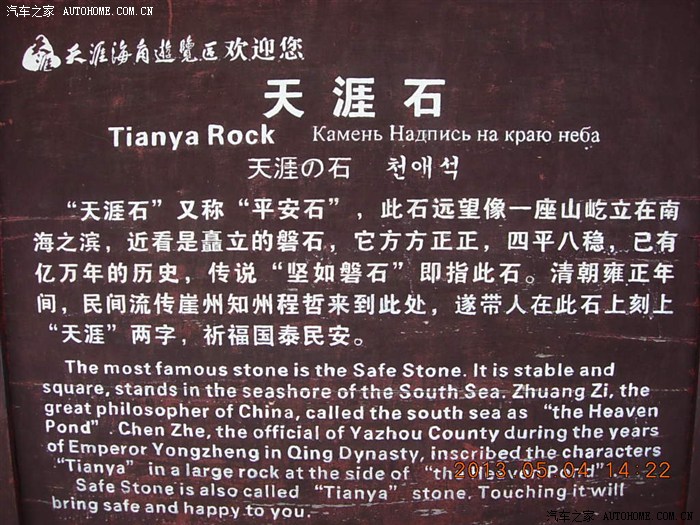 汽车之家 AUTOHOME.COM.CN
天涯海角遊覽区欢迎您
天涯石
Tianya Rock Камень Надпись на краю неба
天涯の石 천애석
“天涯石”又称“平安石”，此石远望像一座山屹立在南
海之滨，近看是矗立的磐石，它方方正正，四平八稳，已有
亿万年的历史，传说“坚如磐石”即指此石。清朝雍正年
间，民间流传崖州知州程哲来到此处，遂带人在此石上刻上
“天涯”两字，祈福国泰民安。
The most famous stone is the Safe Stone. It is stable and
square, stands in the seashore of the South Sea. Zhuang Zi, the
great philosopher of China, called the south sea as “the Heaven
Pond”. Chen Zhe, the official of Yazhou County during the years
of Emperor Yongzheng in Qing Dynasty, inscribed the characters
“Tianya” in a large rock at the side of “the Heaven Pond”.
Safe Stone is also called “Tianya” stone. Touching it will
bring safe and happy to you.
2013.05.04 14:22
汽车之家 AUTOHOME.COM.CN